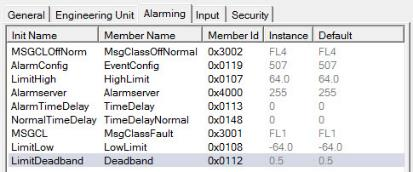 General Engineering Unit Alarming Input Security
Init Name Member Name Member Id Instance Default
MSGCLOffNorm MsgClassOffNormal 0x3002 FL4 FL4
AlarmConfig EventConfig 0x0119 507 507
LimitHigh HighLimit 0x0107 64.0 64.0
Alarmserver Alarmserver 0x4000 255 255
AlarmTimeDelay TimeDelay 0x0113 0 0
NormalTimeDelay TimeDelayNormal 0x0148 0 0
MSGCL MsgClassFault 0x3001 FL1 FL1
LimitLow LowLimit 0x0108 -64.0 -64.0
LimitDeadband Deadband 0x0112 0.5 0.5